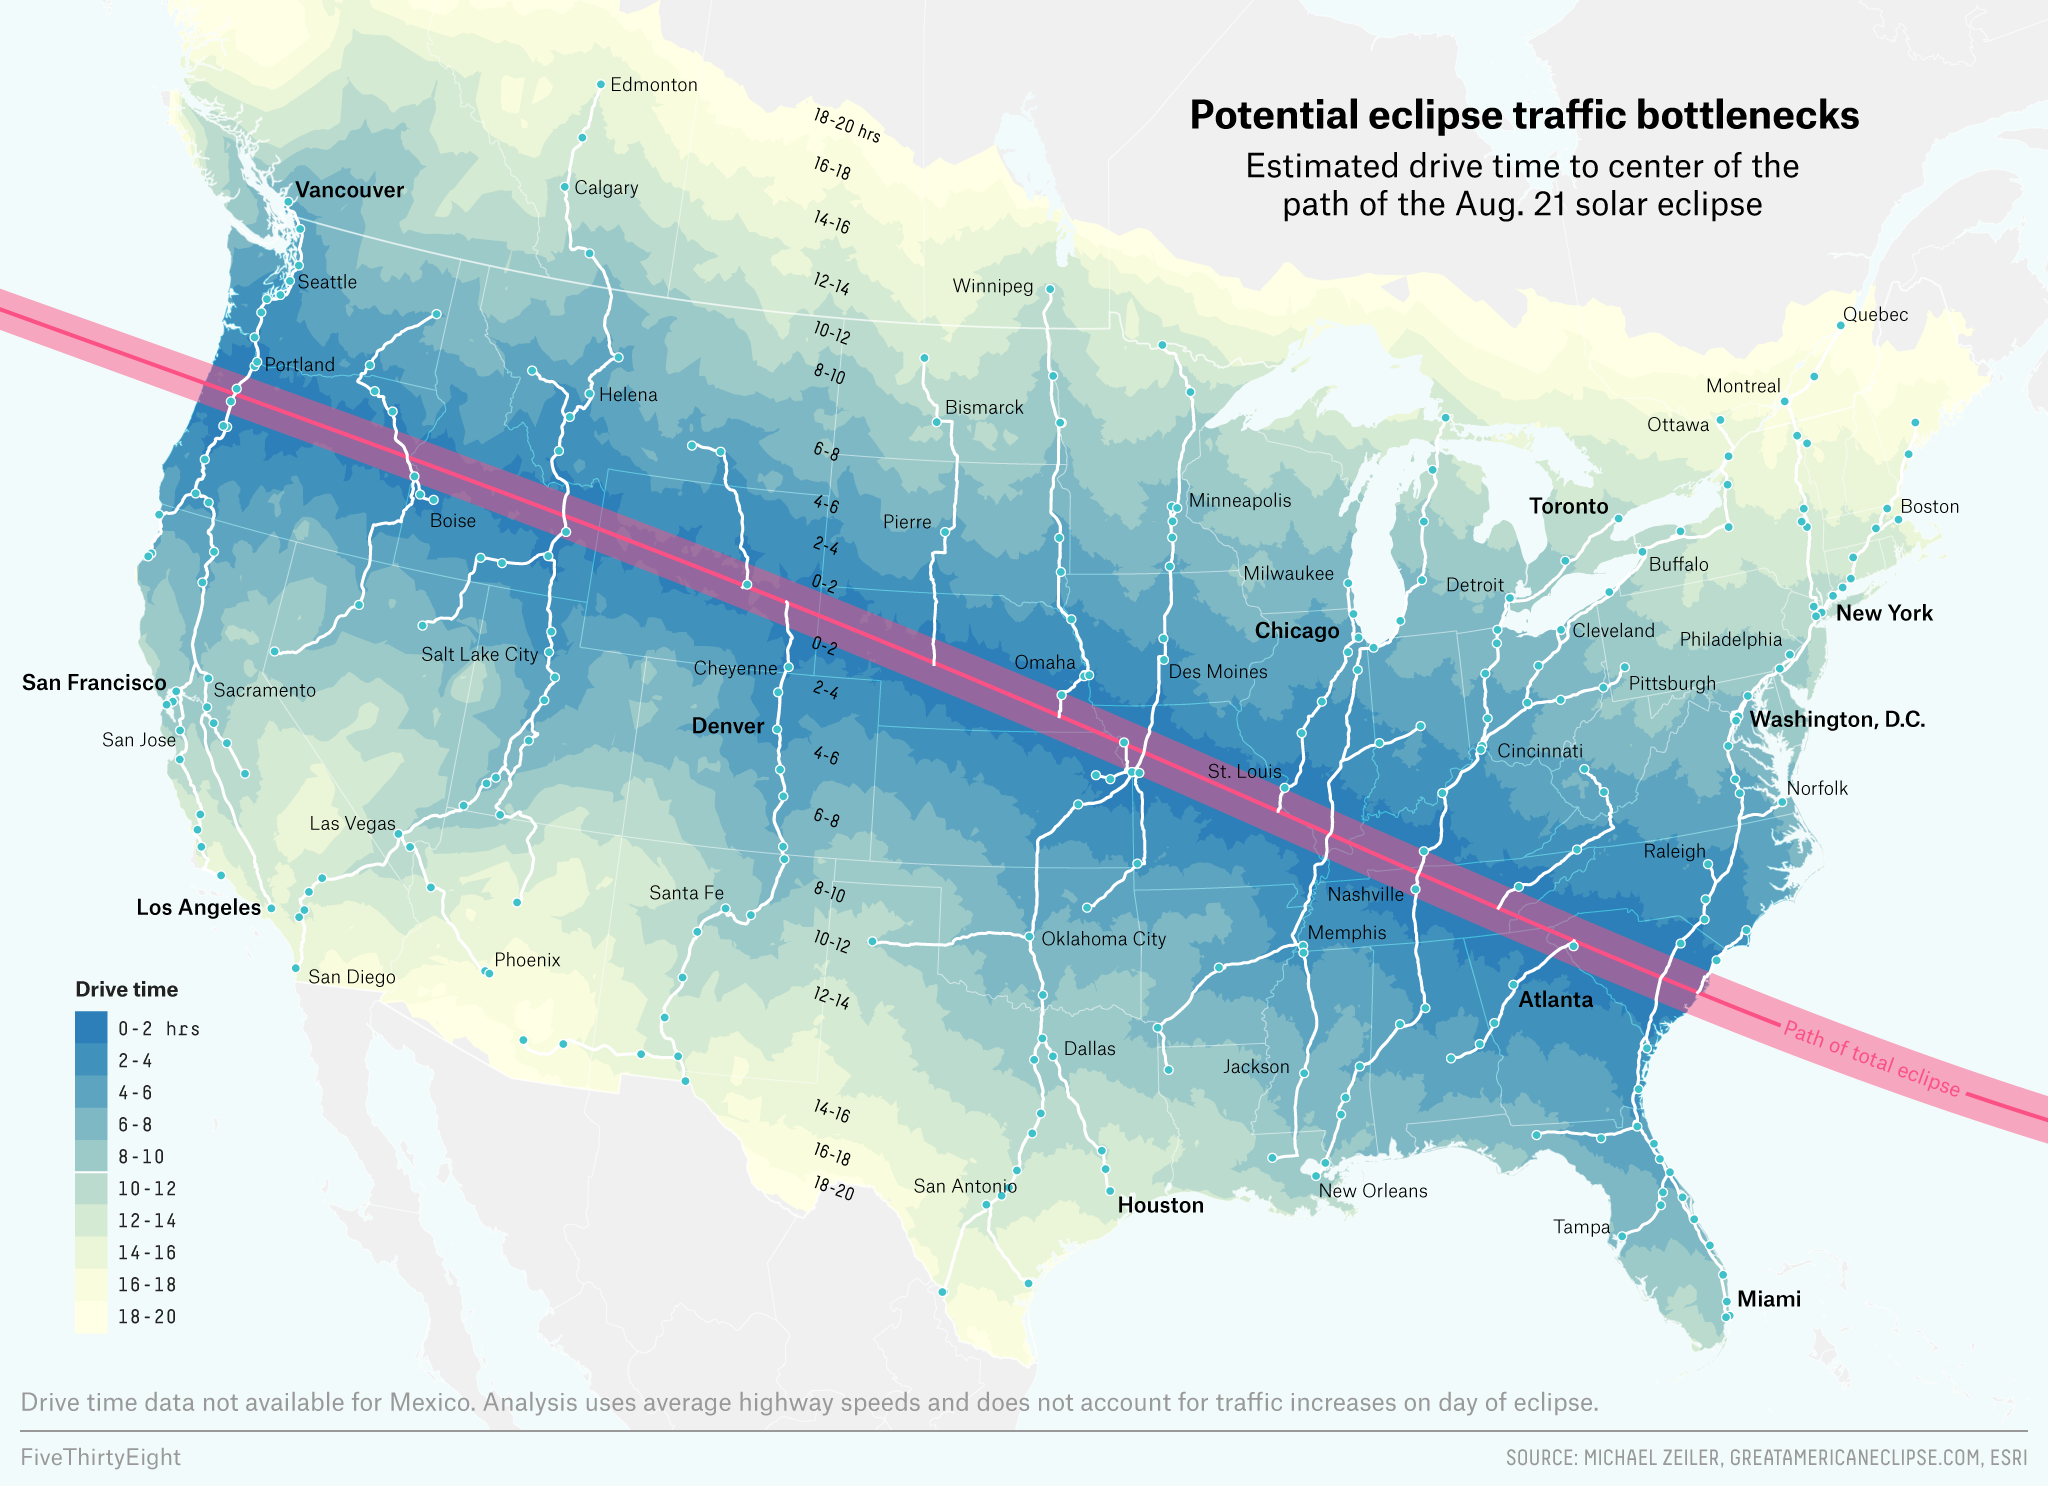 Potential eclipse traffic bottlenecks
Estimated drive time to center of the
path of the Aug. 21 solar eclipse
Edmonton
18-20 hrs
16-18
14-16
12-14
10-12
8-10
6-8
4-6
2-4
0-2
0-2
2-4
4-6
6-8
8-10
10-12
12-14
14-16
16-18
18-20
Calgary
Vancouver
Seattle
Winnipeg
Quebec
Portland
Helena
Montreal
Bismarck
Ottawa
Minneapolis
Toronto
Boston
Boise
Pierre
Buffalo
Milwaukee
Detroit
New York
Chicago
Cleveland
Philadelphia
Salt Lake City
Cheyenne
Omaha
Des Moines
Pittsburgh
San Francisco
Sacramento
Denver
Washington, D.C.
San Jose
Cincinnati
St. Louis
Norfolk
Las Vegas
Raleigh
Santa Fe
Nashville
Los Angeles
Oklahoma City
Memphis
Phoenix
San Diego
Atlanta
Path of total eclipse
Dallas
Jackson
San Antonio
Houston
New Orleans
Tampa
Miami
Drive time
0-2 hrs
2-4
4-6
6-8
8-10
10-12
12-14
14-16
16-18
18-20
Drive time data not available for Mexico. Analysis uses average highway speeds and does not account for traffic increases on day of eclipse.
FiveThirtyEight
SOURCE: MICHAEL ZEILER, GREATAMERICANECLIPSE.COM, ESRI